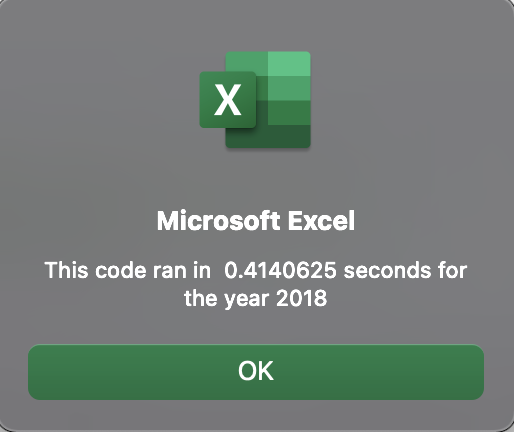 X
Microsoft Excel
This code ran in  0.4140625 seconds for
the year 2018
OK